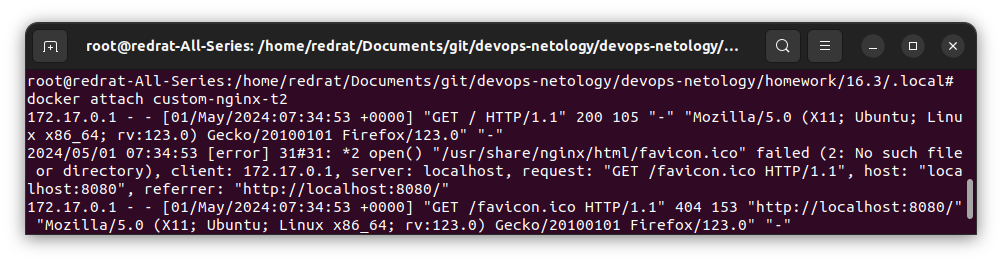 root@redrat-All-Series: /home/redrat/Documents/git/devops-netology/devops-netology/...
root@redrat-All-Series:/home/redrat/Documents/git/devops-netology/devops-netology/homework/16.3/.local#
docker attach custom-nginx-t2
172.17.0.1 - - [01/May/2024:07:34:53 +0000] "GET / HTTP/1.1" 200 105 "-" "Mozilla/5.0 (X11; Ubuntu; Linu
x x86_64; rv:123.0) Gecko/20100101 Firefox/123.0" "-"
2024/05/01 07:34:53 [error] 31#31: *2 open() "/usr/share/nginx/html/favicon.ico" failed (2: No such file
 or directory), client: 172.17.0.1, server: localhost, request: "GET /favicon.ico HTTP/1.1", host: "loca
lhost:8080", referrer: "http://localhost:8080/"
172.17.0.1 - - [01/May/2024:07:34:53 +0000] "GET /favicon.ico HTTP/1.1" 404 153 "http://localhost:8080/"
 "Mozilla/5.0 (X11; Ubuntu; Linux x86_64; rv:123.0) Gecko/20100101 Firefox/123.0" "-"